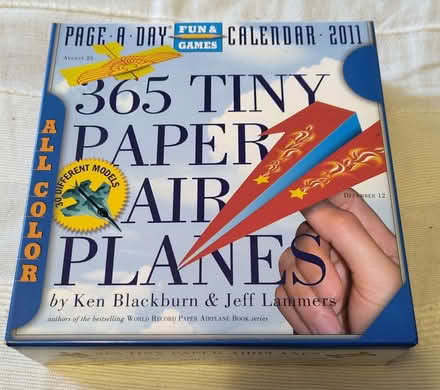 PAGE·A·DAY® FUN & GAMES CALENDAR·2011
AUGUST 25
365 TINY
PAPER
AIR
PLANES
ALL COLOR
30 DIFFERENT MODELS
DECEMBER 12
by Ken Blackburn & Jeff Lammers
authors of the bestselling WORLD RECORD PAPER AIRPLANE BOOK series